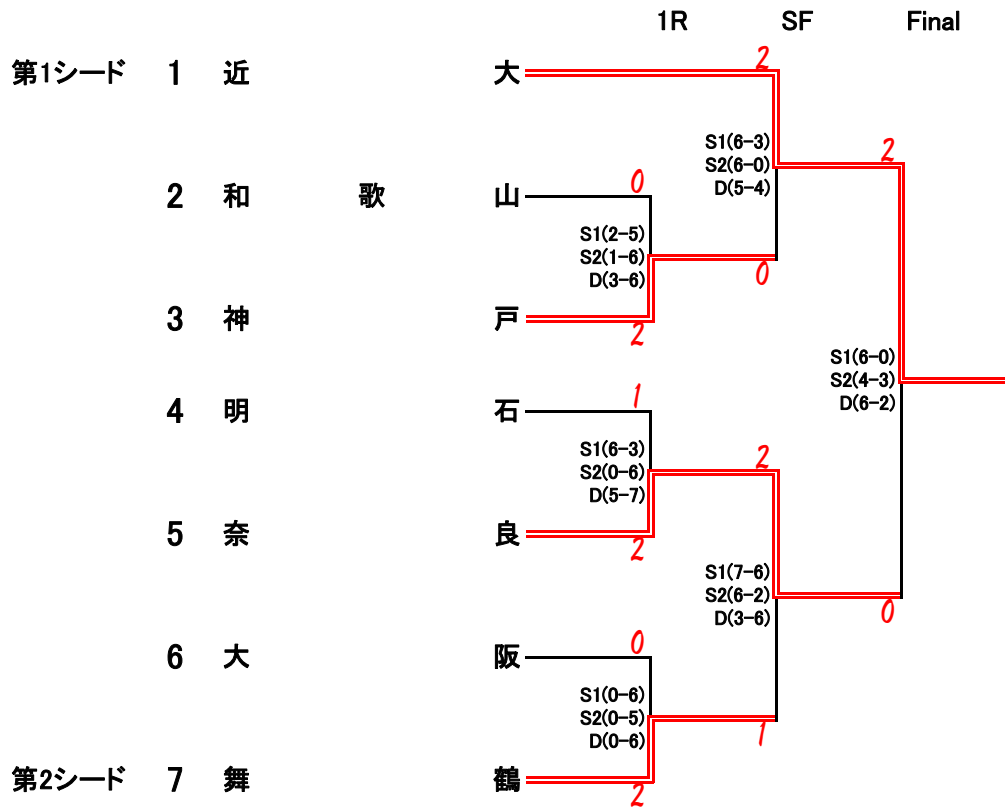 1R SF Final
2
第1シード 1 近 大
S1(6-3)
S2(6-0)
D(5-4)
2
0
2 和 歌 山
S1(2-5)
S2(1-6)
D(3-6)
0
3 神 戸
2
S1(6-0)
S2(4-3)
D(6-2)
1
4 明 石
S1(6-3)
S2(0-6)
D(5-7)
2
5 奈 良
2
S1(7-6)
S2(6-2)
D(3-6)
0
0
6 大 阪
S1(0-6)
S2(0-5)
D(0-6)
1
第2シード 7 舞 鶴
2